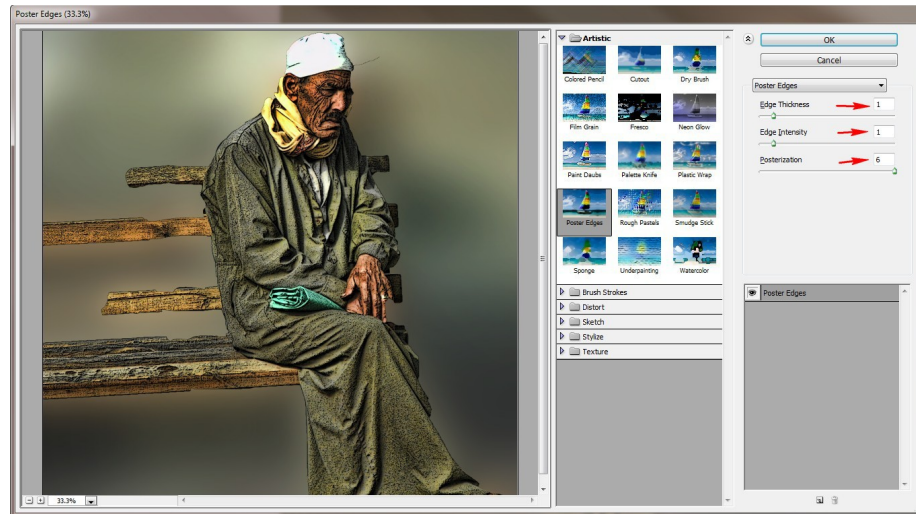 Poster Edges (33.3%)
Artistic
Colored Pencil
Cutout
Dry Brush
Film Grain
Fresco
Neon Glow
Paint Daubs
Palette Knife
Plastic Wrap
Poster Edges
Rough Pastels
Smudge Stick
Sponge
Underpainting
Watercolor
Brush Strokes
Distort
Sketch
Stylize
Texture
OK
Cancel
Poster Edges
Edge Thickness 1
Edge Intensity 1
Posterization 6
Poster Edges
33.3%